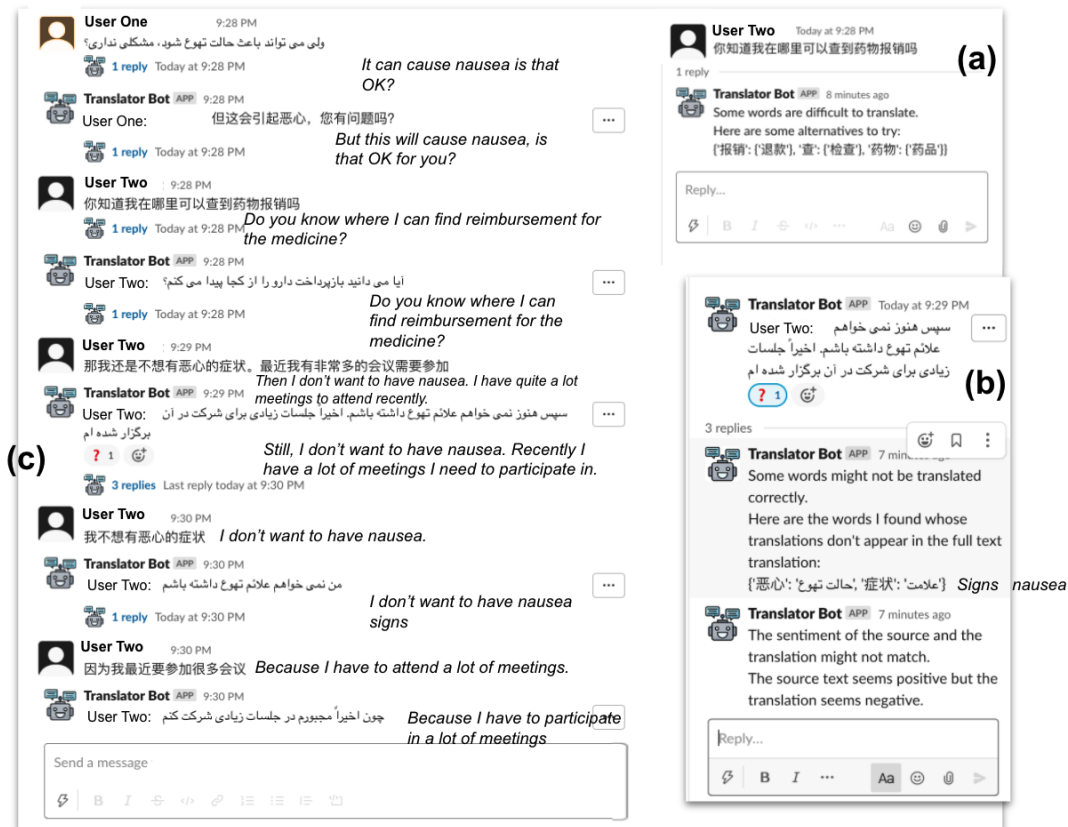 User One 9:28 PM
ولی می تواند باعث حالت تهوع شود، مشکلی نداری؟
1 reply Today at 9:28 PM
It can cause nausea is that
OK?
Translator Bot APP 9:28 PM
User One: 但这会引起恶心，您有问题吗?
1 reply Today at 9:28 PM
But this will cause nausea, is
that OK for you?
User Two 9:28 PM
你知道我在哪里可以查到药物报销吗
1 reply Today at 9:28 PM
Do you know where I can find reimbursement for
the medicine?
Translator Bot APP 9:28 PM
User Two: آیا می دانید بازپرداخت دارو را از کجا پیدا می کنم؟
1 reply Today at 9:28 PM
Do you know where I can
find reimbursement for the
medicine?
User Two 9:29 PM
那我还是不想有恶心的症状。最近我有非常多的会议需要参加
Then I don't want to have nausea. I have quite a lot
meetings to attend recently.
Translator Bot APP 9:29 PM
User Two: سپس هنوز نمی خواهم علائم تهوع داشته باشم. اخیراً جلسات زیادی برای شرکت در آن
برگزار شده ام
(c)
? 1
3 replies Last reply today at 9:30 PM
Still, I don't want to have nausea. Recently I
have a lot of meetings I need to participate in.
User Two 9:30 PM
我不想有恶心的症状 I don't want to have nausea.
Translator Bot APP 9:30 PM
User Two: من نمی خواهم علائم تهوع داشته باشم
1 reply Today at 9:30 PM
I don't want to have nausea
signs
User Two 9:30 PM
因为我最近要参加很多会议 Because I have to attend a lot of meetings.
Translator Bot APP 9:30 PM
User Two: چون اخیراً مجبورم در جلسات زیادی شرکت کنم
Because I have to participate
in a lot of meetings
Send a message
B I S </>
User Two Today at 9:28 PM
你知道我在哪里可以查到药物报销吗
(a)
1 reply
Translator Bot APP 8 minutes ago
Some words are difficult to translate.
Here are some alternatives to try:
{'报销': {'退款'}, '查': {'检查'}, '药物': {'药品'}}
Reply...
B I S </> ... Aa
Translator Bot APP Today at 9:29 PM
User Two: سپس هنوز نمی خواهم
علائم تهوع داشته باشم. اخیراً جلسات
زیادی برای شرکت در آن برگزار شده ام
(b)
? 1
3 replies
Translator Bot APP 7
Some words might not be translated
correctly.
Here are the words I found whose
translations don't appear in the full text
translation:
{'恶心': 'حالت تهوع', '症状': 'علامت'} Signs nausea
Translator Bot APP 7 minutes ago
The sentiment of the source and the
translation might not match.
The source text seems positive but the
translation seems negative.
Reply...
B I ... Aa